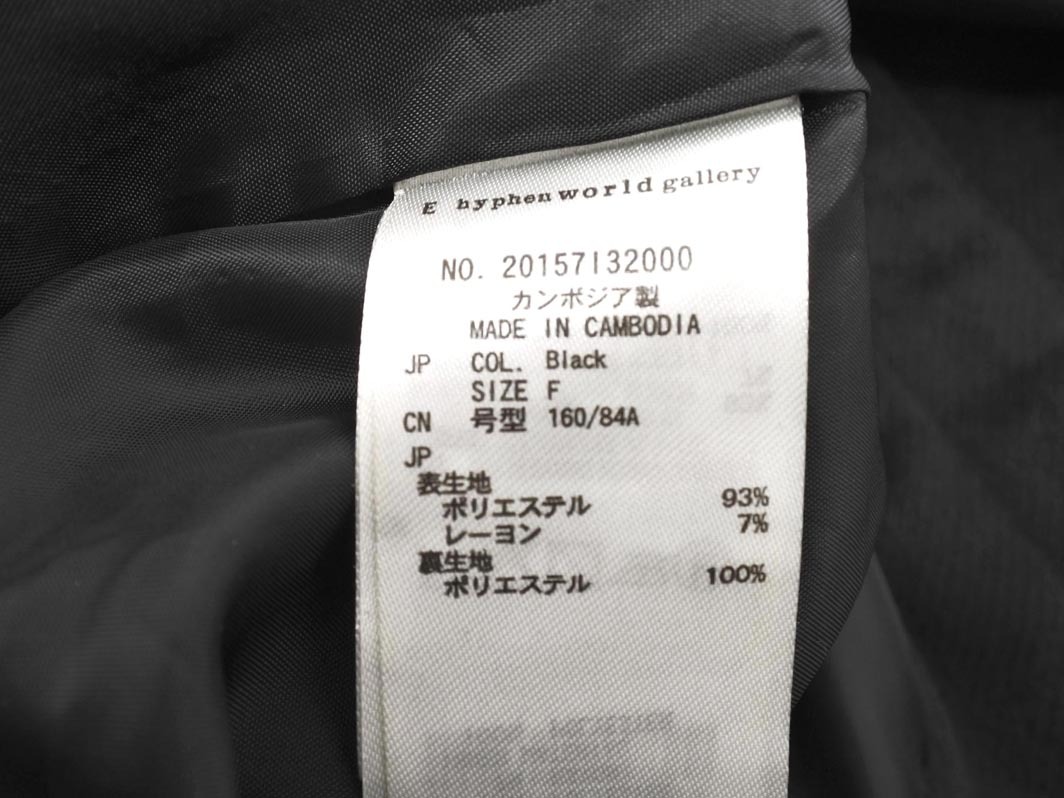 E hyphen world gallery
NO. 20157132000
カンボジア製
MADE IN CAMBODIA
JP COL. Black
SIZE F
CN 号型 160/84A
JP
表生地
ポリエステル 93%
レーヨン 7%
裏生地
ポリエステル 100%